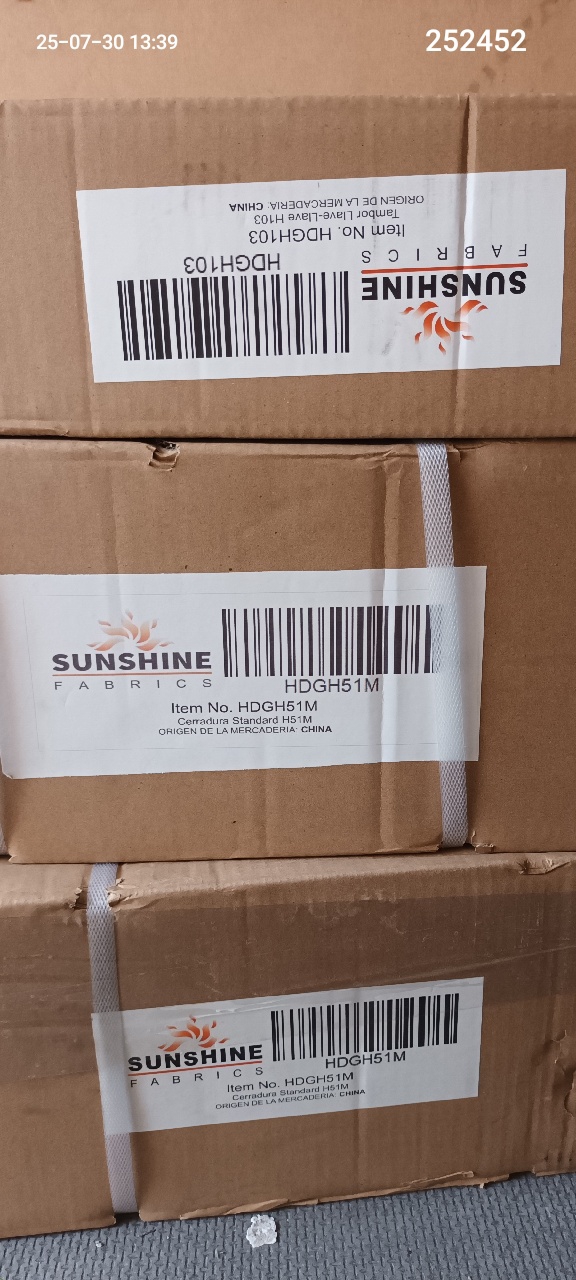 25-07-30 13:39
252452
SUNSHINE
FABRICS
HDGH103
Item No. HDGH103
Tambor Llave-Llave H103
ORIGEN DE LA MERCADERIA: CHINA
SUNSHINE
FABRICS
HDGH51M
Item No. HDGH51M
Cerradura Standard H51M
ORIGEN DE LA MERCADERIA: CHINA
SUNSHINE
FABRICS
HDGH51M
Item No. HDGH51M
Cerradura Standard H51M
ORIGEN DE LA MERCADERIA: CHINA